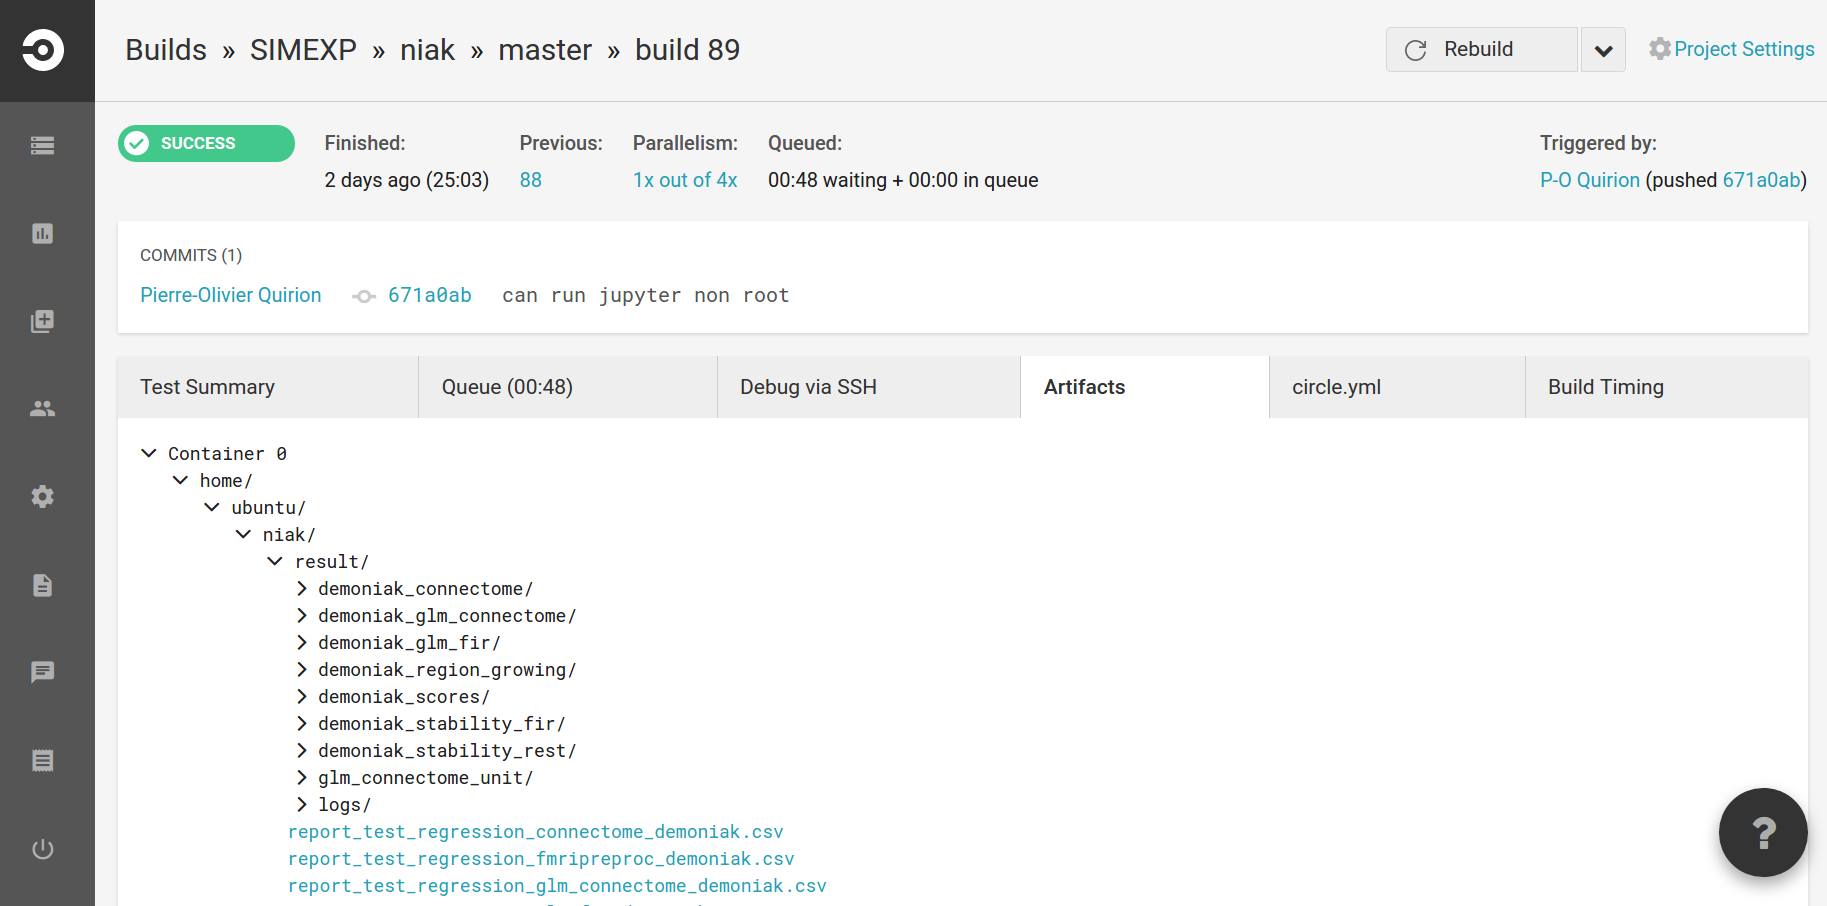 Builds » SIMEXP » niak » master » build 89
Rebuild
Project Settings
SUCCESS
Finished:
2 days ago (25:03)
Previous:
88
Parallelism:
1x out of 4x
Queued:
00:48 waiting + 00:00 in queue
Triggered by:
P-O Quirion (pushed 671a0ab)
COMMITS (1)
Pierre-Olivier Quirion 671a0ab can run jupyter non root
Test Summary
Queue (00:48)
Debug via SSH
Artifacts
circle.yml
Build Timing
Container 0
home/
ubuntu/
niak/
result/
demoniak_connectome/
demoniak_glm_connectome/
demoniak_glm_fir/
demoniak_region_growing/
demoniak_scores/
demoniak_stability_fir/
demoniak_stability_rest/
glm_connectome_unit/
logs/
report_test_regression_connectome_demoniak.csv
report_test_regression_fmripreproc_demoniak.csv
report_test_regression_glm_connectome_demoniak.csv
?